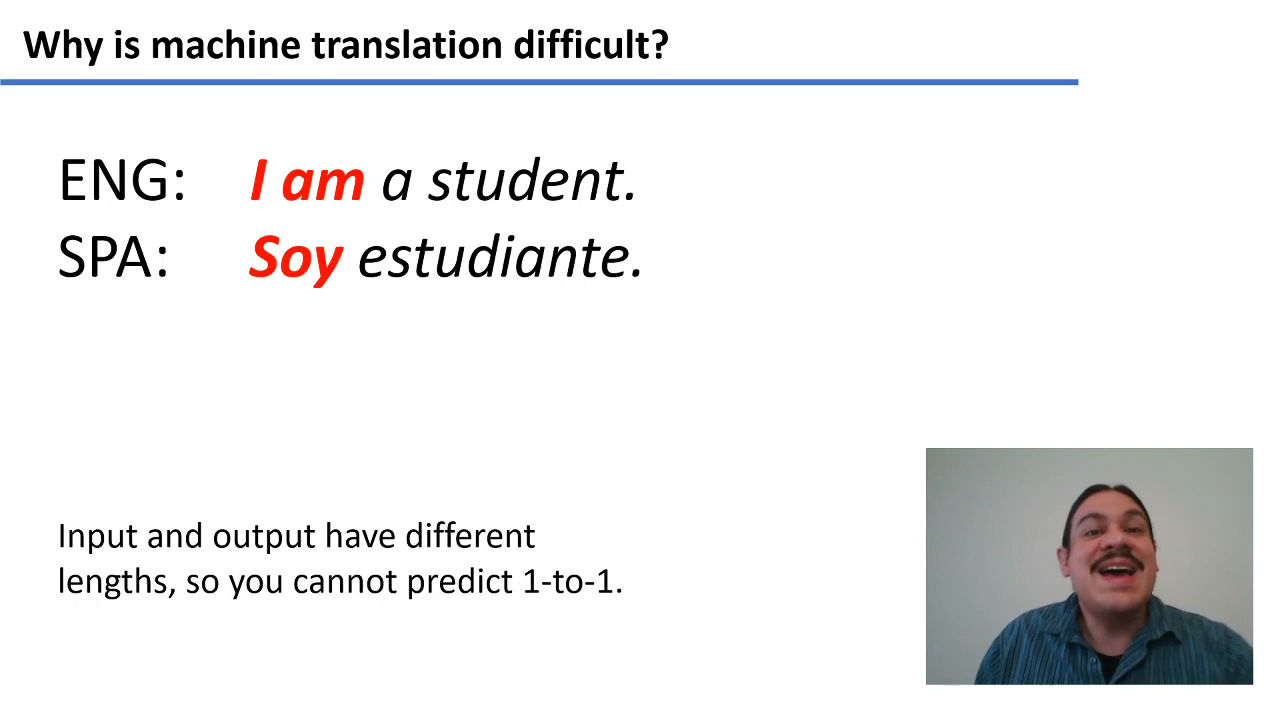 Why is machine translation difficult?
ENG: I am a student.
SPA: Soy estudiante.
Input and output have different
lengths, so you cannot predict 1-to-1.